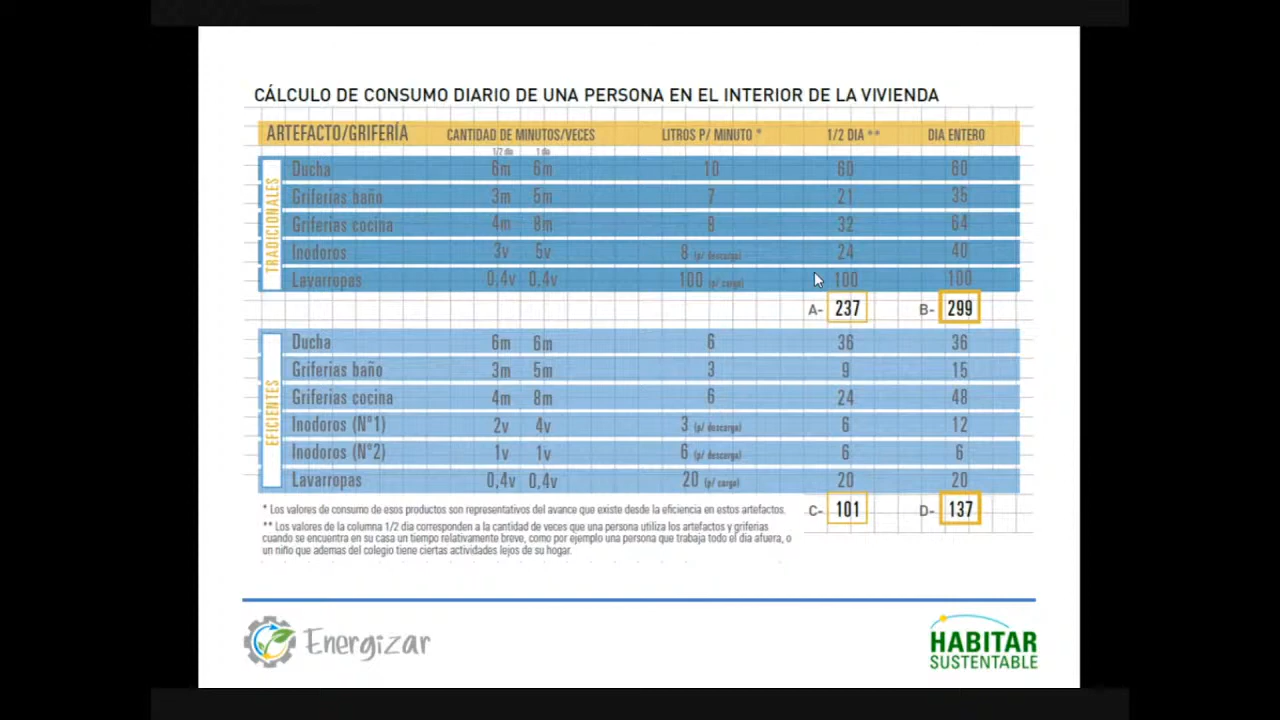 CÁLCULO DE CONSUMO DIARIO DE UNA PERSONA EN EL INTERIOR DE LA VIVIENDA
ARTEFACTO/GRIFERÍA CANTIDAD DE MINUTOS/VECES LITROS P/ MINUTO * 1/2 DIA ** DIA ENTERO
1/2 día 1 día
TRADICIONALES
Ducha 6m 6m 10 60 60
Griferías baño 3m 5m 7 21 35
Griferías cocina 4m 8m 8 32 64
Inodoros 3v 5v 8 (p/ descarga) 24 40
Lavarropas 0,4v 0,4v 100 (p/ carga) 100 100
A- 237 B- 299
EFICIENTES
Ducha 6m 6m 6 36 36
Griferías baño 3m 5m 3 9 15
Griferías cocina 4m 8m 6 24 48
Inodoros (N°1) 2v 4v 3 (p/ descarga) 6 12
Inodoros (N°2) 1v 1v 6 (p/ descarga) 6 6
Lavarropas 0,4v 0,4v 20 (p/ carga) 20 20
C- 101 D- 137
* Los valores de consumo de esos productos son representativos del avance que existe desde la eficiencia en estos artefactos.
** Los valores de la columna 1/2 dia corresponden a la cantidad de veces que una persona utiliza los artefactos y griferias
cuando se encuentra en su casa un tiempo relativamente breve, como por ejemplo una persona que trabaja todo el dia afuera, o
un niño que ademas del colegio tiene ciertas actividades lejos de su hogar.
Energizar
HABITAR
SUSTENTABLE